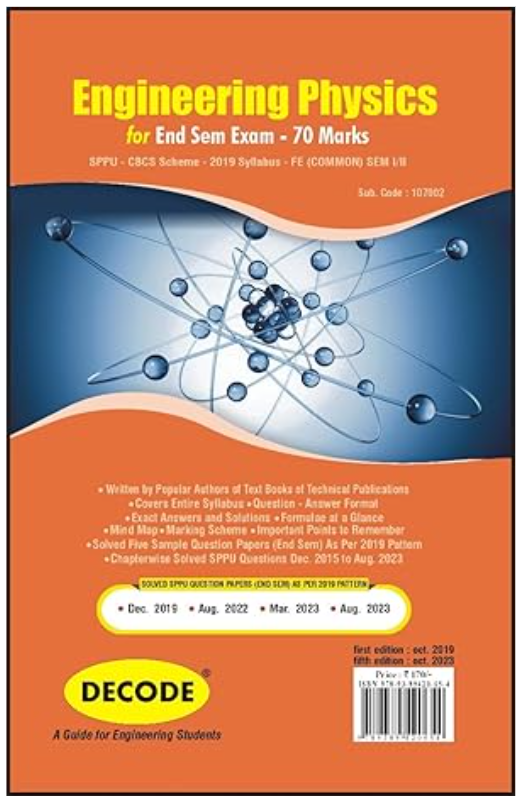 Engineering Physics
for End Sem Exam - 70 Marks
SPPU - CBCS Scheme - 2019 Syllabus - FE (COMMON) SEM I/II
Sub. Code : 107002
• Written by Popular Authors of Text Books of Technical Publications
• Covers Entire Syllabus • Question - Answer Format
• Exact Answers and Solutions • Formulae at a Glance
• Mind Map • Marking Scheme • Important Points to Remember
• Solved Five Sample Question Papers (End Sem) As Per 2019 Pattern
• Chapterwise Solved SPPU Questions Dec. 2015 to Aug. 2023
SOLVED SPPU QUESTION PAPERS (END SEM) AS PER 2019 PATTERN
• Dec. 2019 • Aug. 2022 • Mar. 2023 • Aug. 2023
first edition : oct. 2019
fifth edition : oct. 2023
Price : ₹ 170/-
ISBN
DECODE®
A Guide for Engineering Students